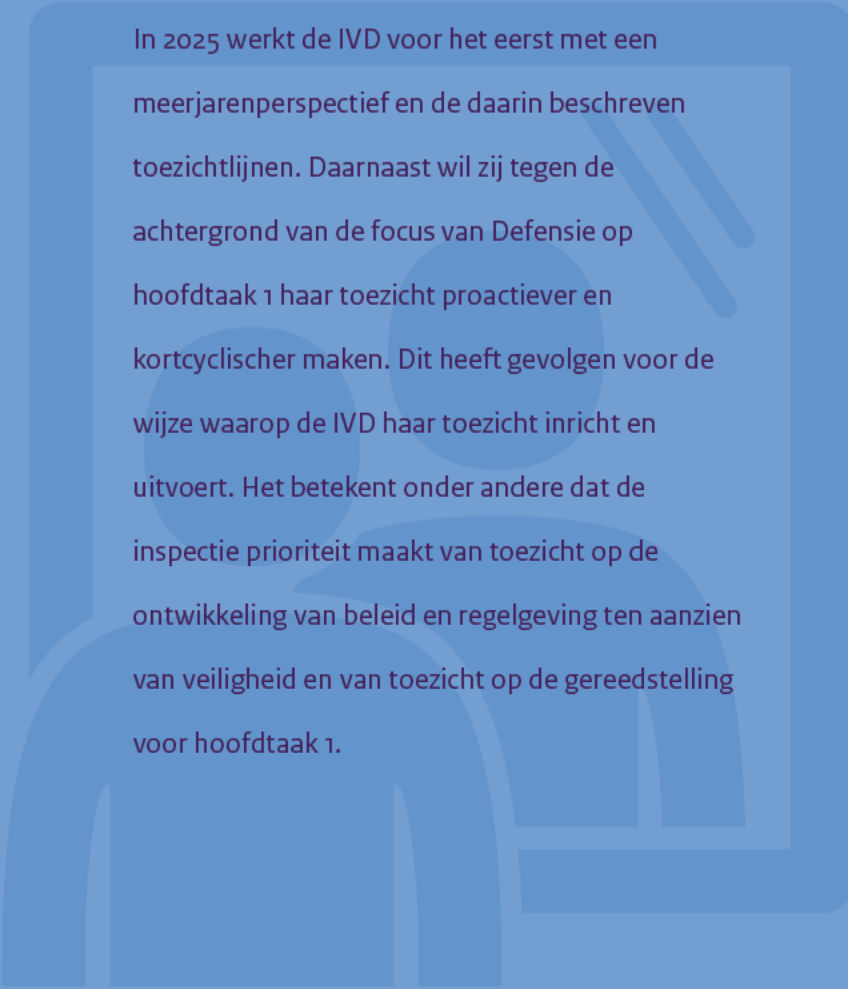 In 2025 werkt de IVD voor het eerst met een
meerjarenperspectief en de daarin beschreven
toezichtlijnen. Daarnaast wil zij tegen de
achtergrond van de focus van Defensie op
hoofdtaak 1 haar toezicht proactiever en
kortcyclischer maken. Dit heeft gevolgen voor de
wijze waarop de IVD haar toezicht inricht en
uitvoert. Het betekent onder andere dat de
inspectie prioriteit maakt van toezicht op de
ontwikkeling van beleid en regelgeving ten aanzien
van veiligheid en van toezicht op de gereedstelling
voor hoofdtaak 1.